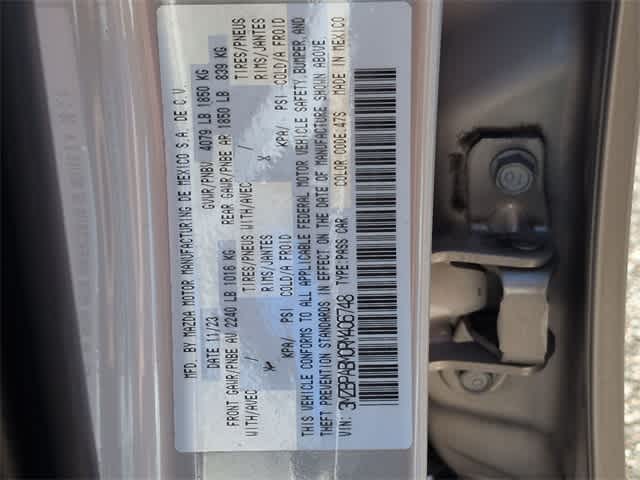 MFD. BY MAZDA MOTOR MANUFACTURING DE MEXICO S.A. DE C.V.
DATE 11/23 GVWR/PNBV 4079 LB 1850 KG
FRONT GAWR/PNBE AV 2240 LB 1016 KG REAR GAWR/PNBE AR 1850 LB 839 KG
WITH/AVEC / TIRES/PNEUS WITH/AVEC / TIRES/PNEUS
/ RIMS/JANTES X RIMS/JANTES
KPA/ PSI COLD/A FROID KPA/ PSI COLD/A FROID
THIS VEHICLE CONFORMS TO ALL APPLICABLE FEDERAL MOTOR VEHICLE SAFETY, BUMPER, AND
THEFT PREVENTION STANDARDS IN EFFECT ON THE DATE OF MANUFACTURE SHOWN ABOVE.
VIN: 3MZBPABM0RM406748 TYPE:PASS CAR COLOR CODE:47S MADE IN MEXICO